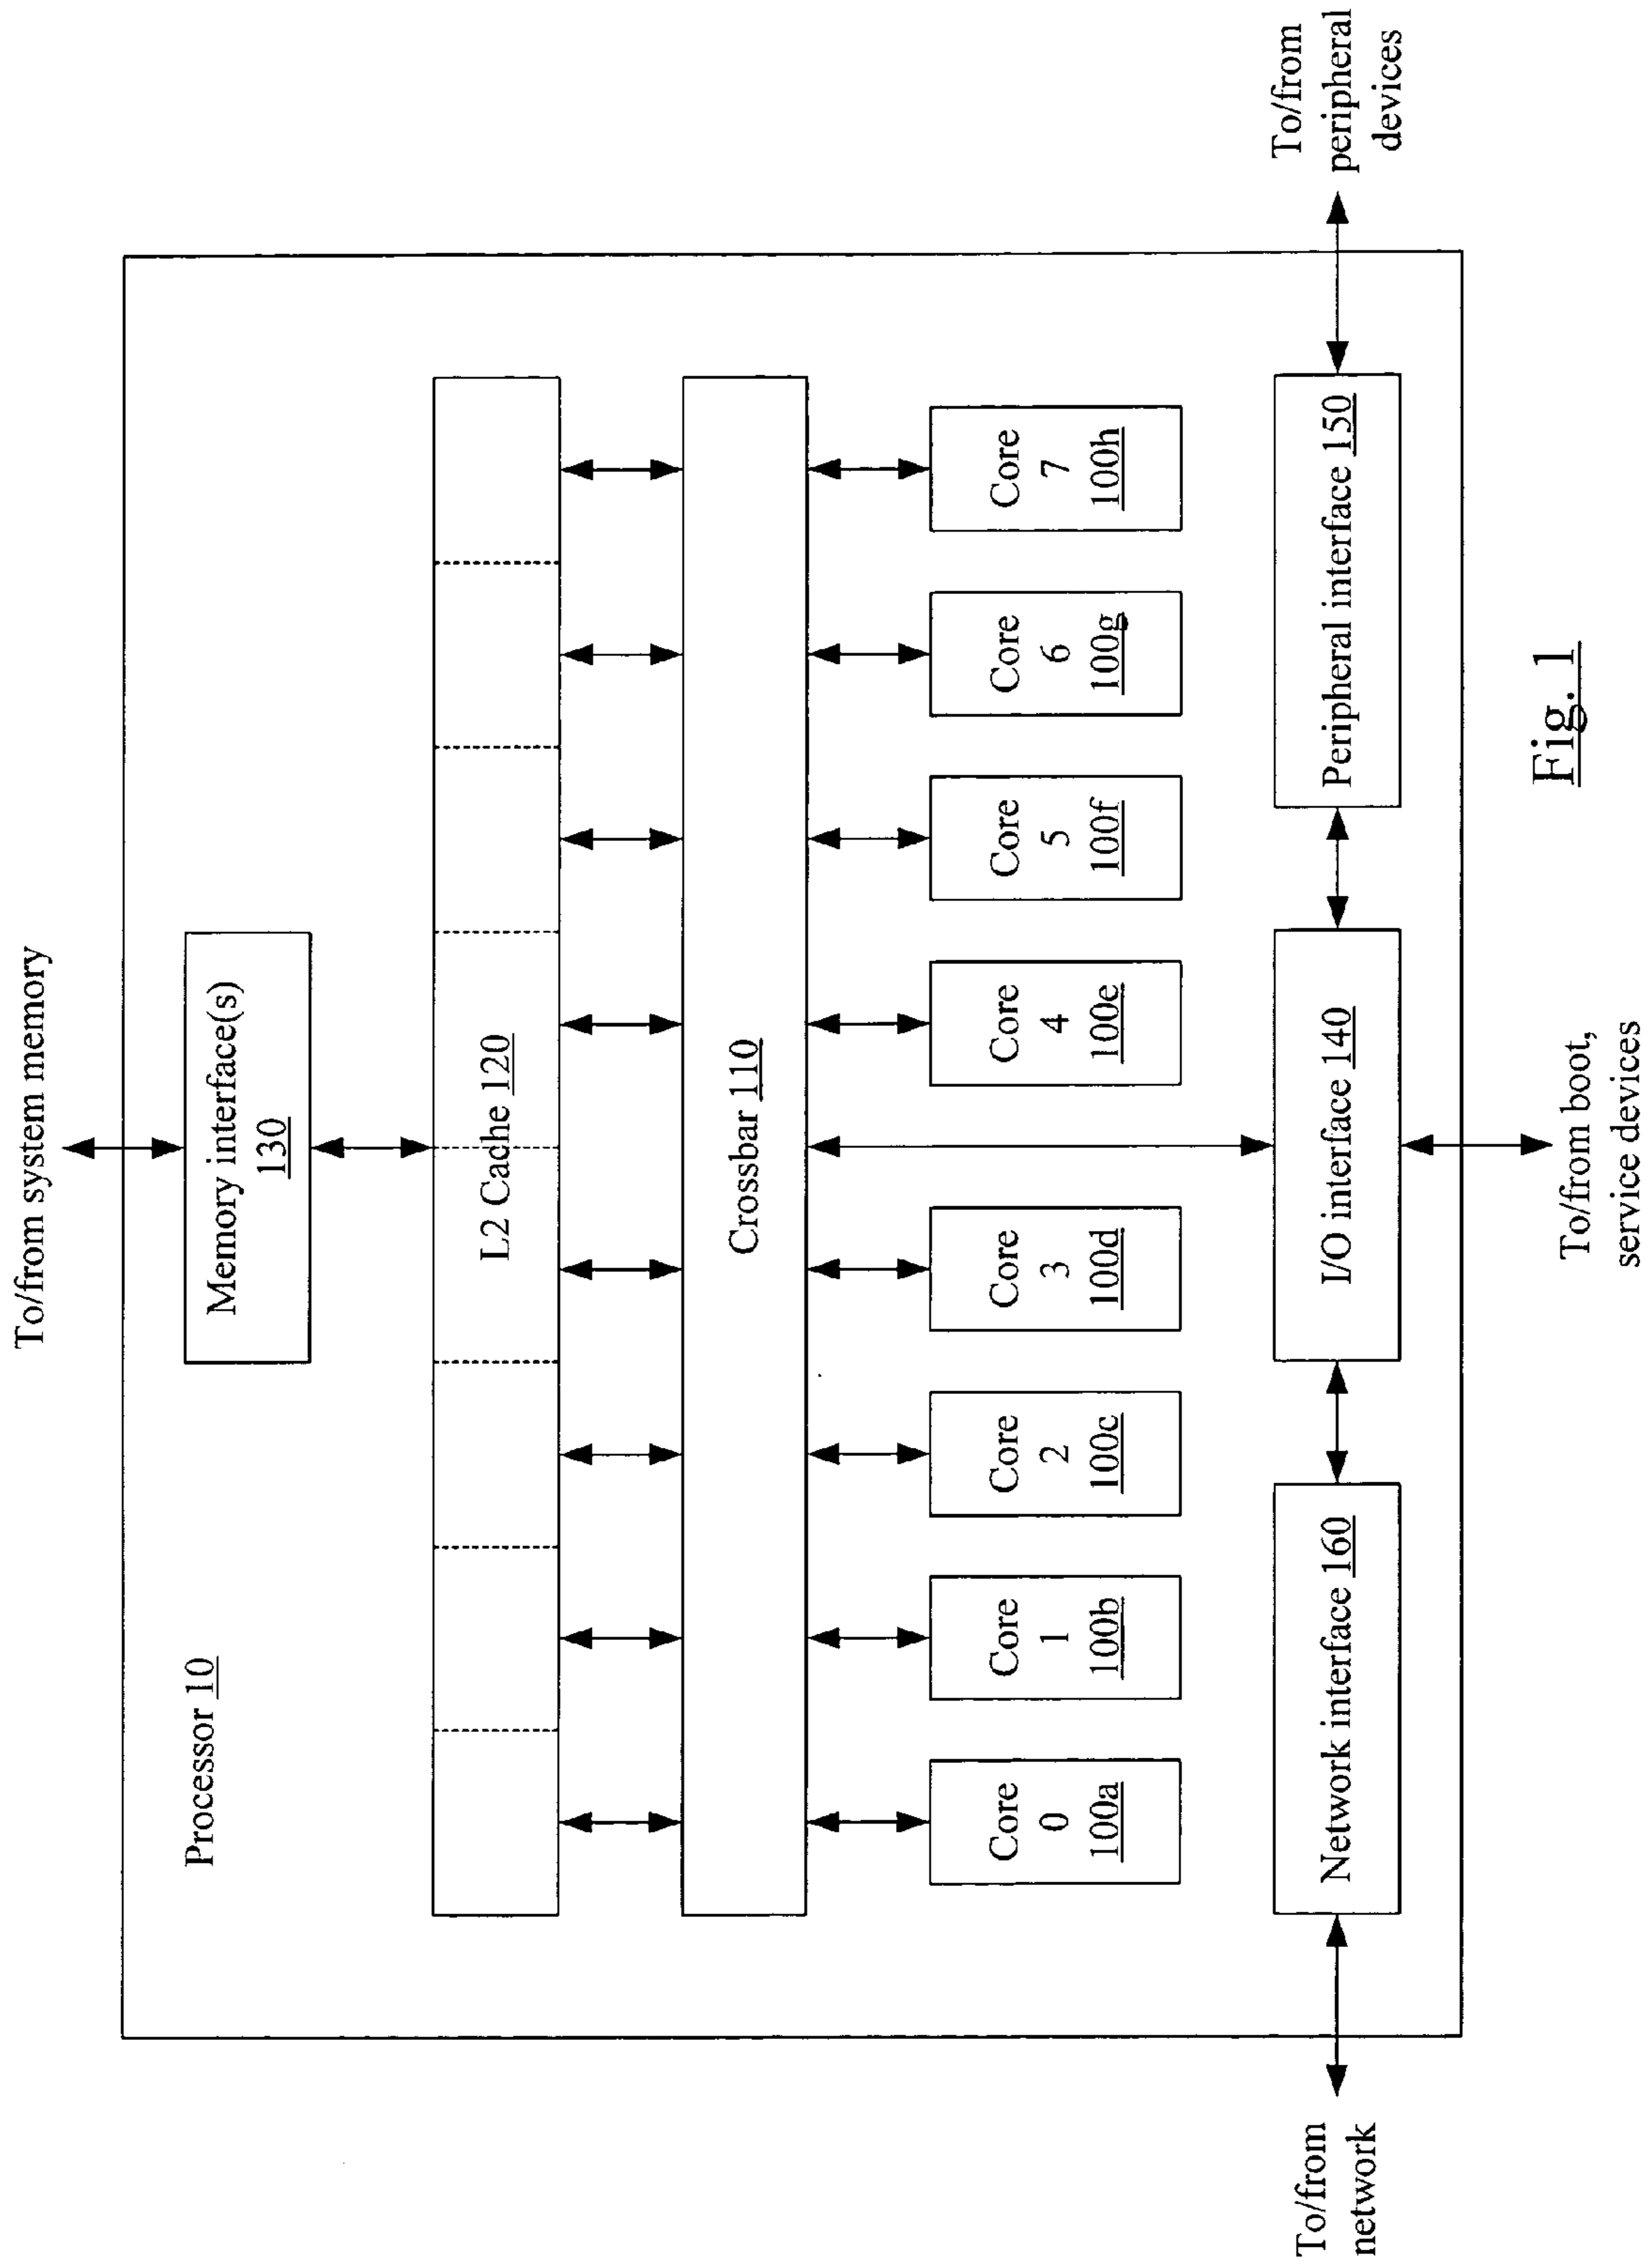 To/from system memory
Processor 10
Memory interface(s)
130
L2 Cache 120
Crossbar 110
Core
0
100a
Core
1
100b
Core
2
100c
Core
3
100d
Core
4
100e
Core
5
100f
Core
6
100g
Core
7
100h
To/from
network
Network interface 160
I/O interface 140
Peripheral interface 150
To/from
peripheral
devices
To/from boot,
service devices
Fig. 1